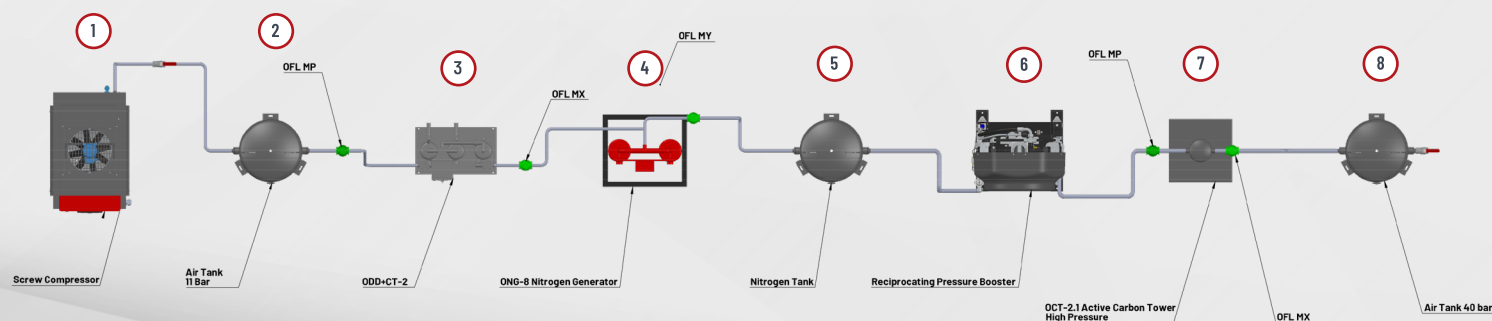 1
2
3
4
5
6
7
8
OFL MP
OFL MX
OFL MY
OFL MP
Screw Compressor
Air Tank
11 Bar
ODD+CT-2
ONG-8 Nitrogen Generator
Nitrogen Tank
Reciprocating Pressure Booster
OCT-2.1 Active Carbon Tower
High Pressure
OFL MX
Air Tank 40 bar